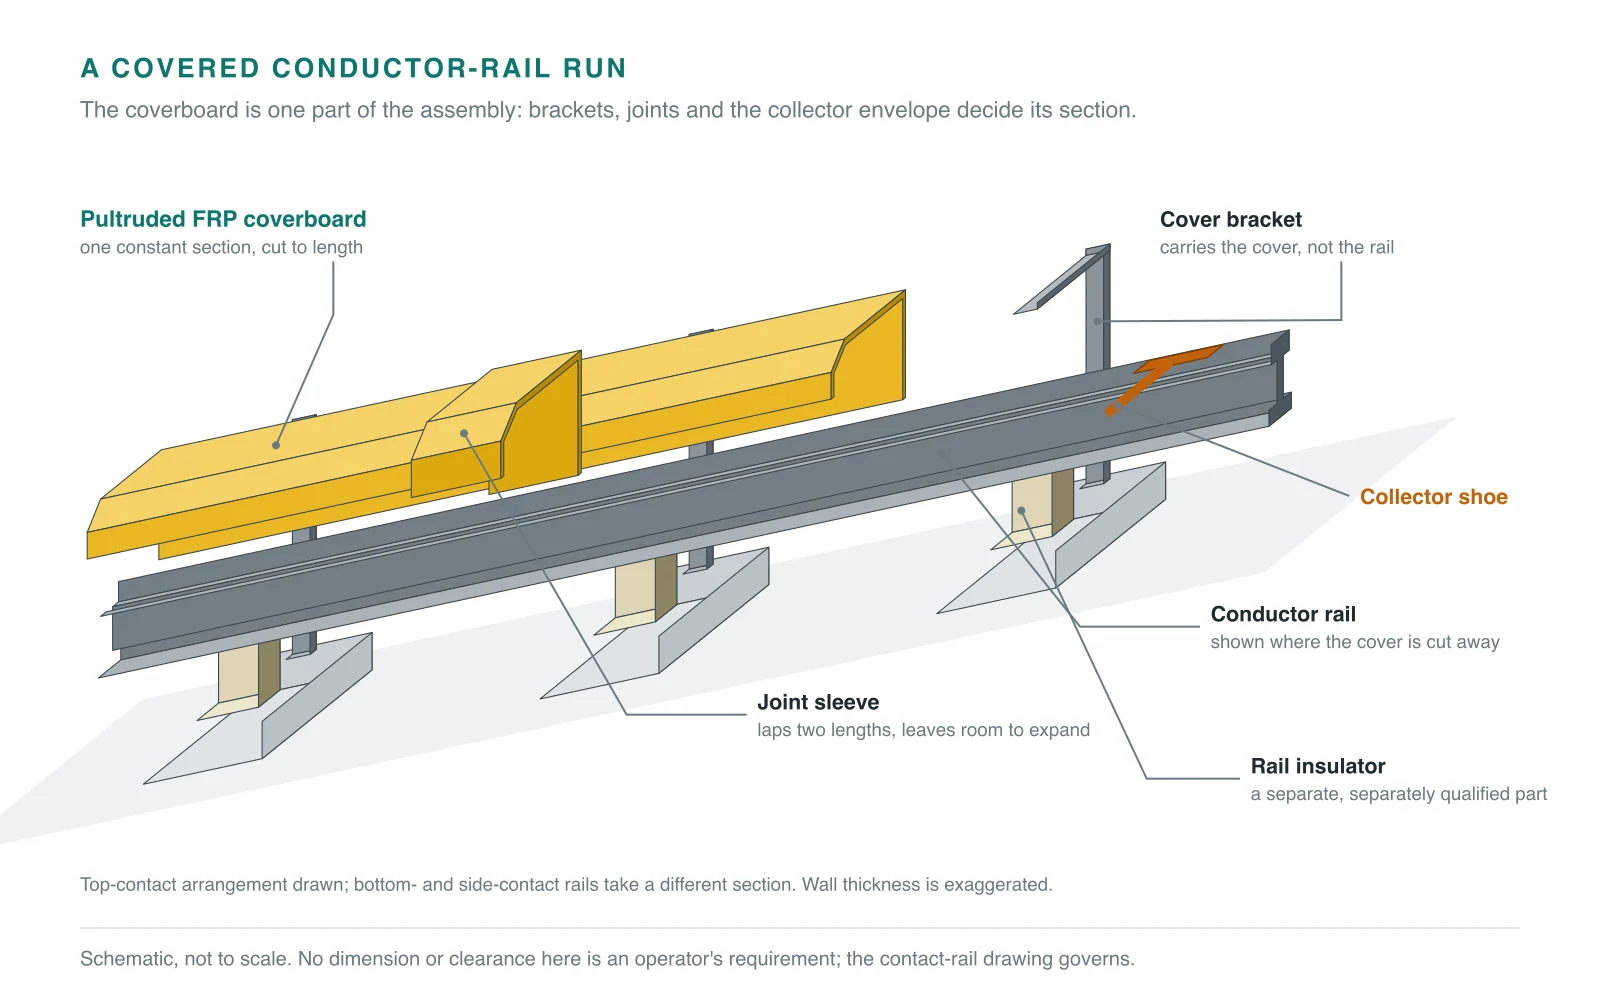 A COVERED CONDUCTOR-RAIL RUN
The coverboard is one part of the assembly: brackets, joints and the collector envelope decide its section.
Pultruded FRP coverboard
one constant section, cut to length
Cover bracket
carries the cover, not the rail
Collector shoe
Conductor rail
shown where the cover is cut away
Joint sleeve
laps two lengths, leaves room to expand
Rail insulator
a separate, separately qualified part
Top-contact arrangement drawn; bottom- and side-contact rails take a different section. Wall thickness is exaggerated.
Schematic, not to scale. No dimension or clearance here is an operator's requirement; the contact-rail drawing governs.